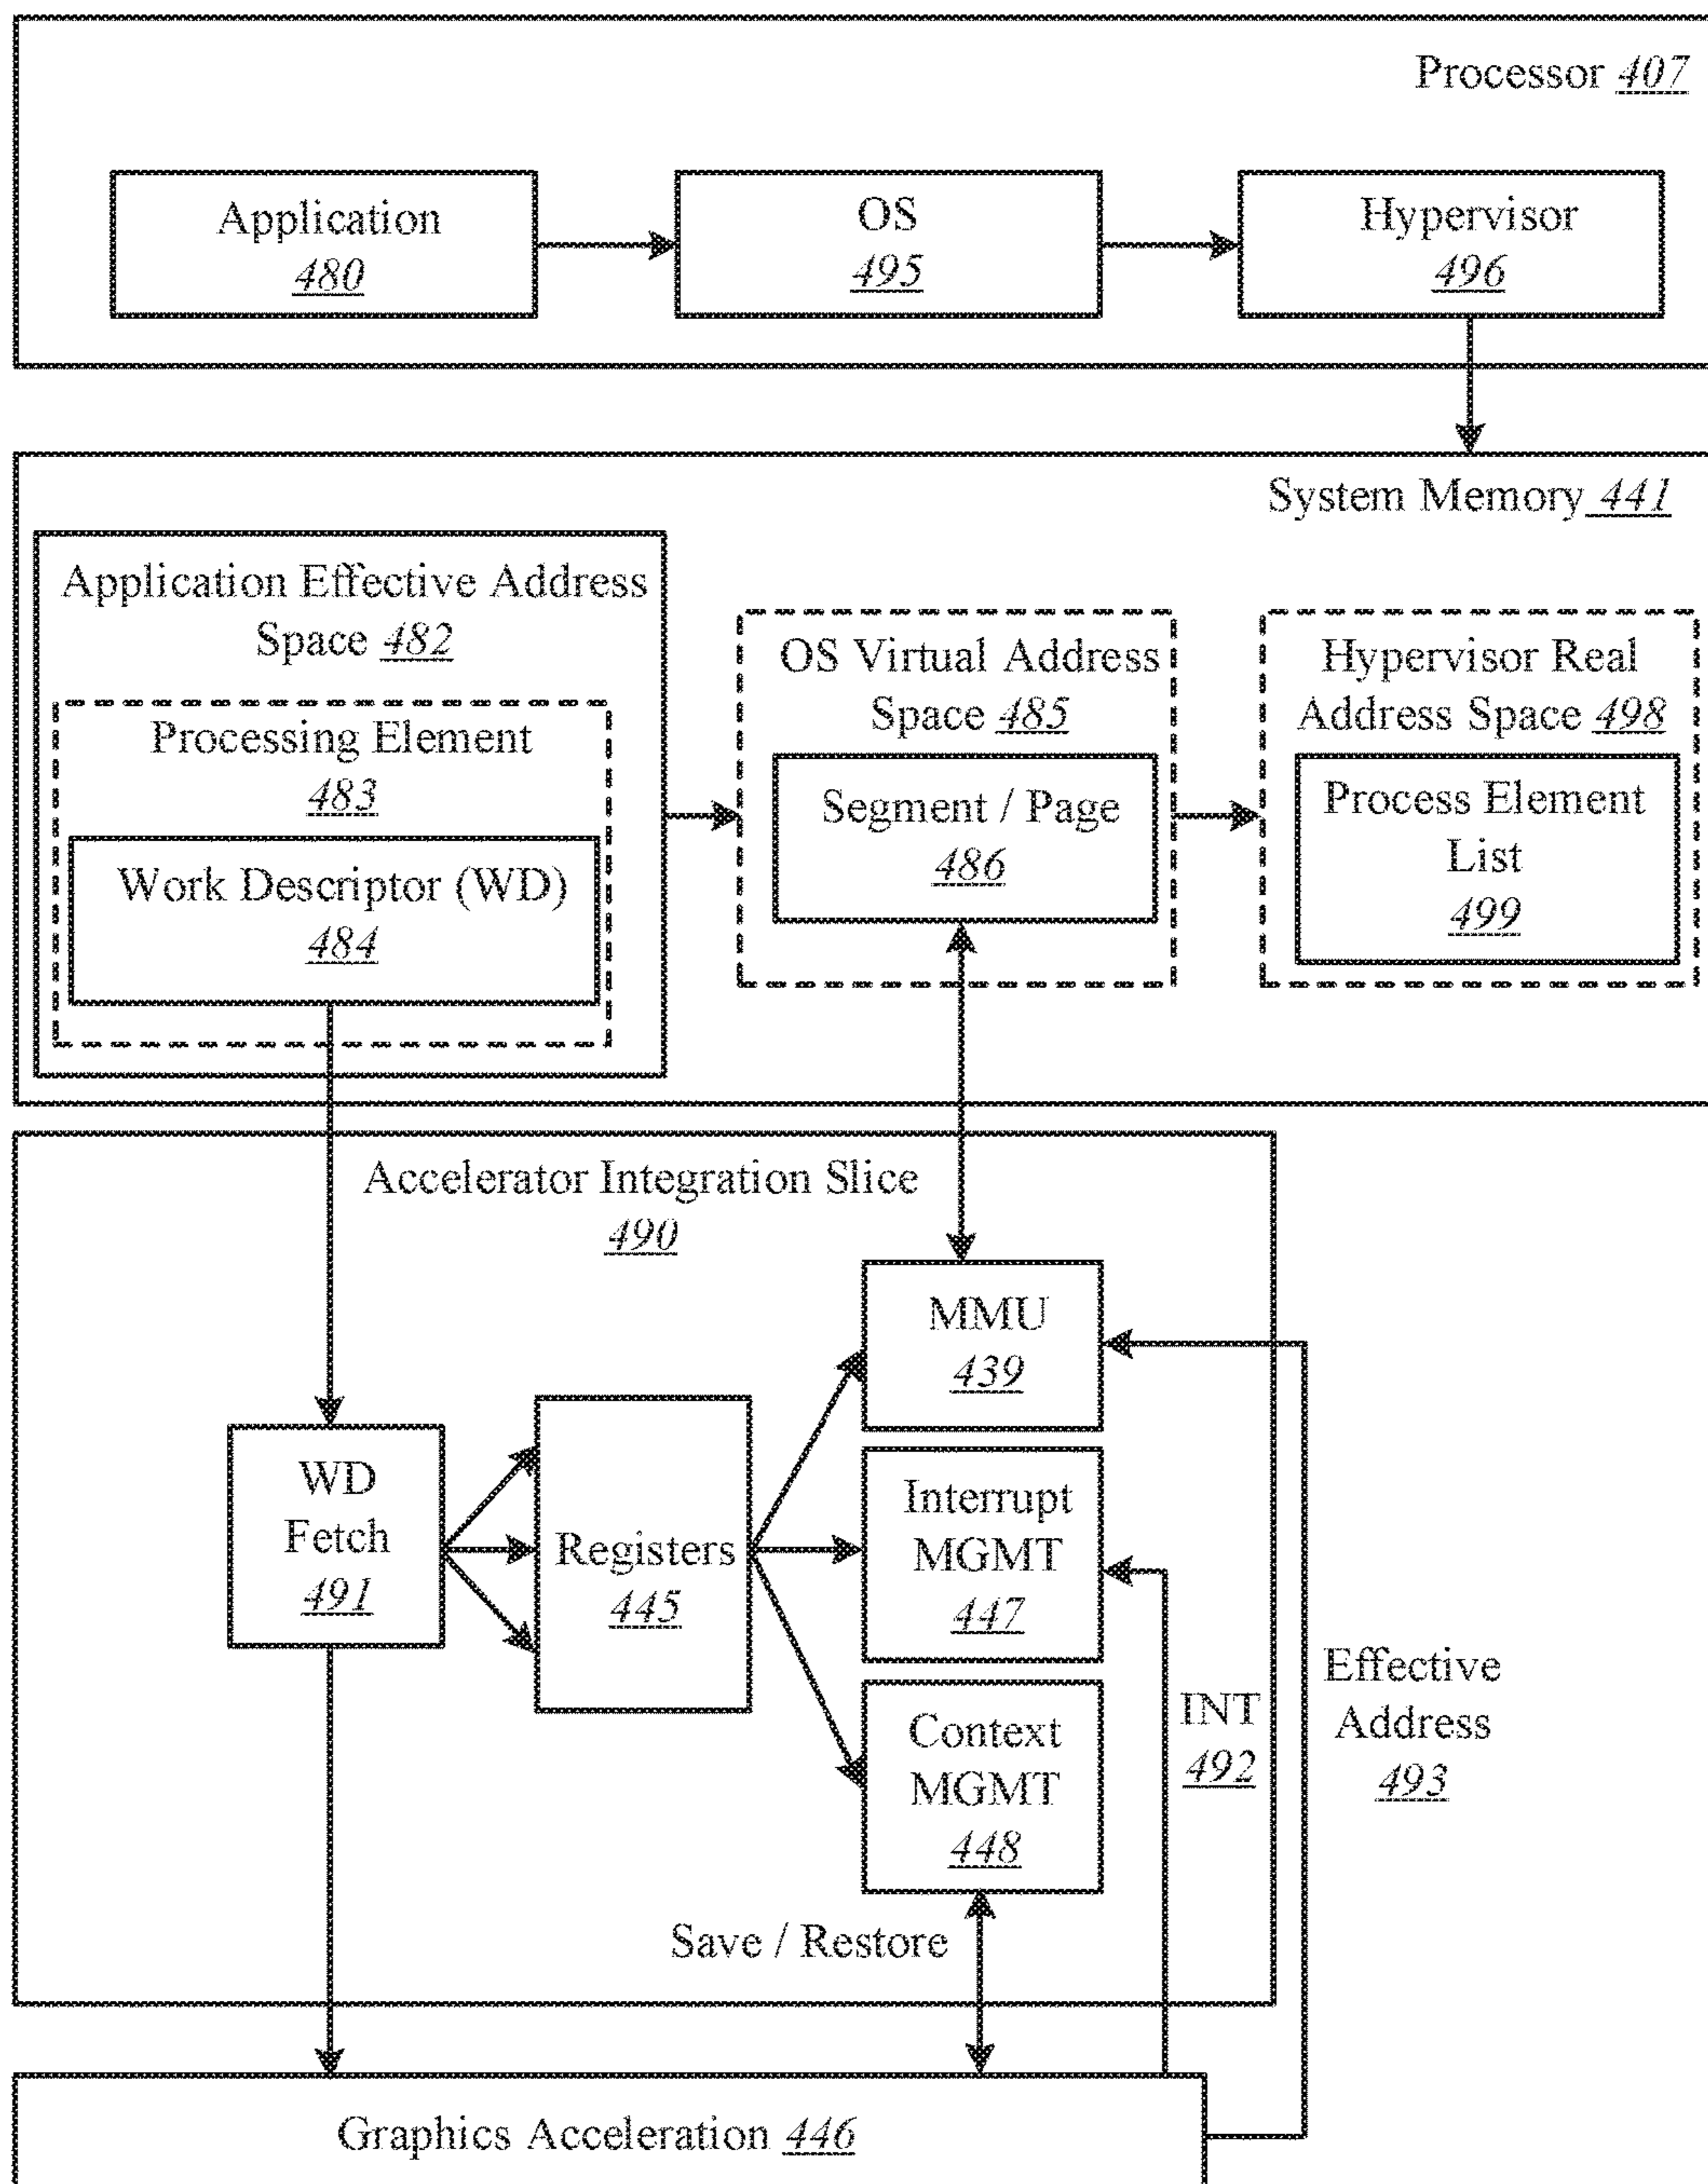 Processor 407
Application
480
OS
495
Hypervisor
496
System Memory 441
Application Effective Address
Space 482
Processing Element
483
Work Descriptor (WD)
484
OS Virtual Address
Space 485
Segment / Page
486
Hypervisor Real
Address Space 498
Process Element
List
499
Accelerator Integration Slice
490
MMU
439
WD
Fetch
491
Registers
445
Interrupt
MGMT
447
Context
MGMT
448
INT
492
Effective
Address
493
Save / Restore
Graphics Acceleration 446